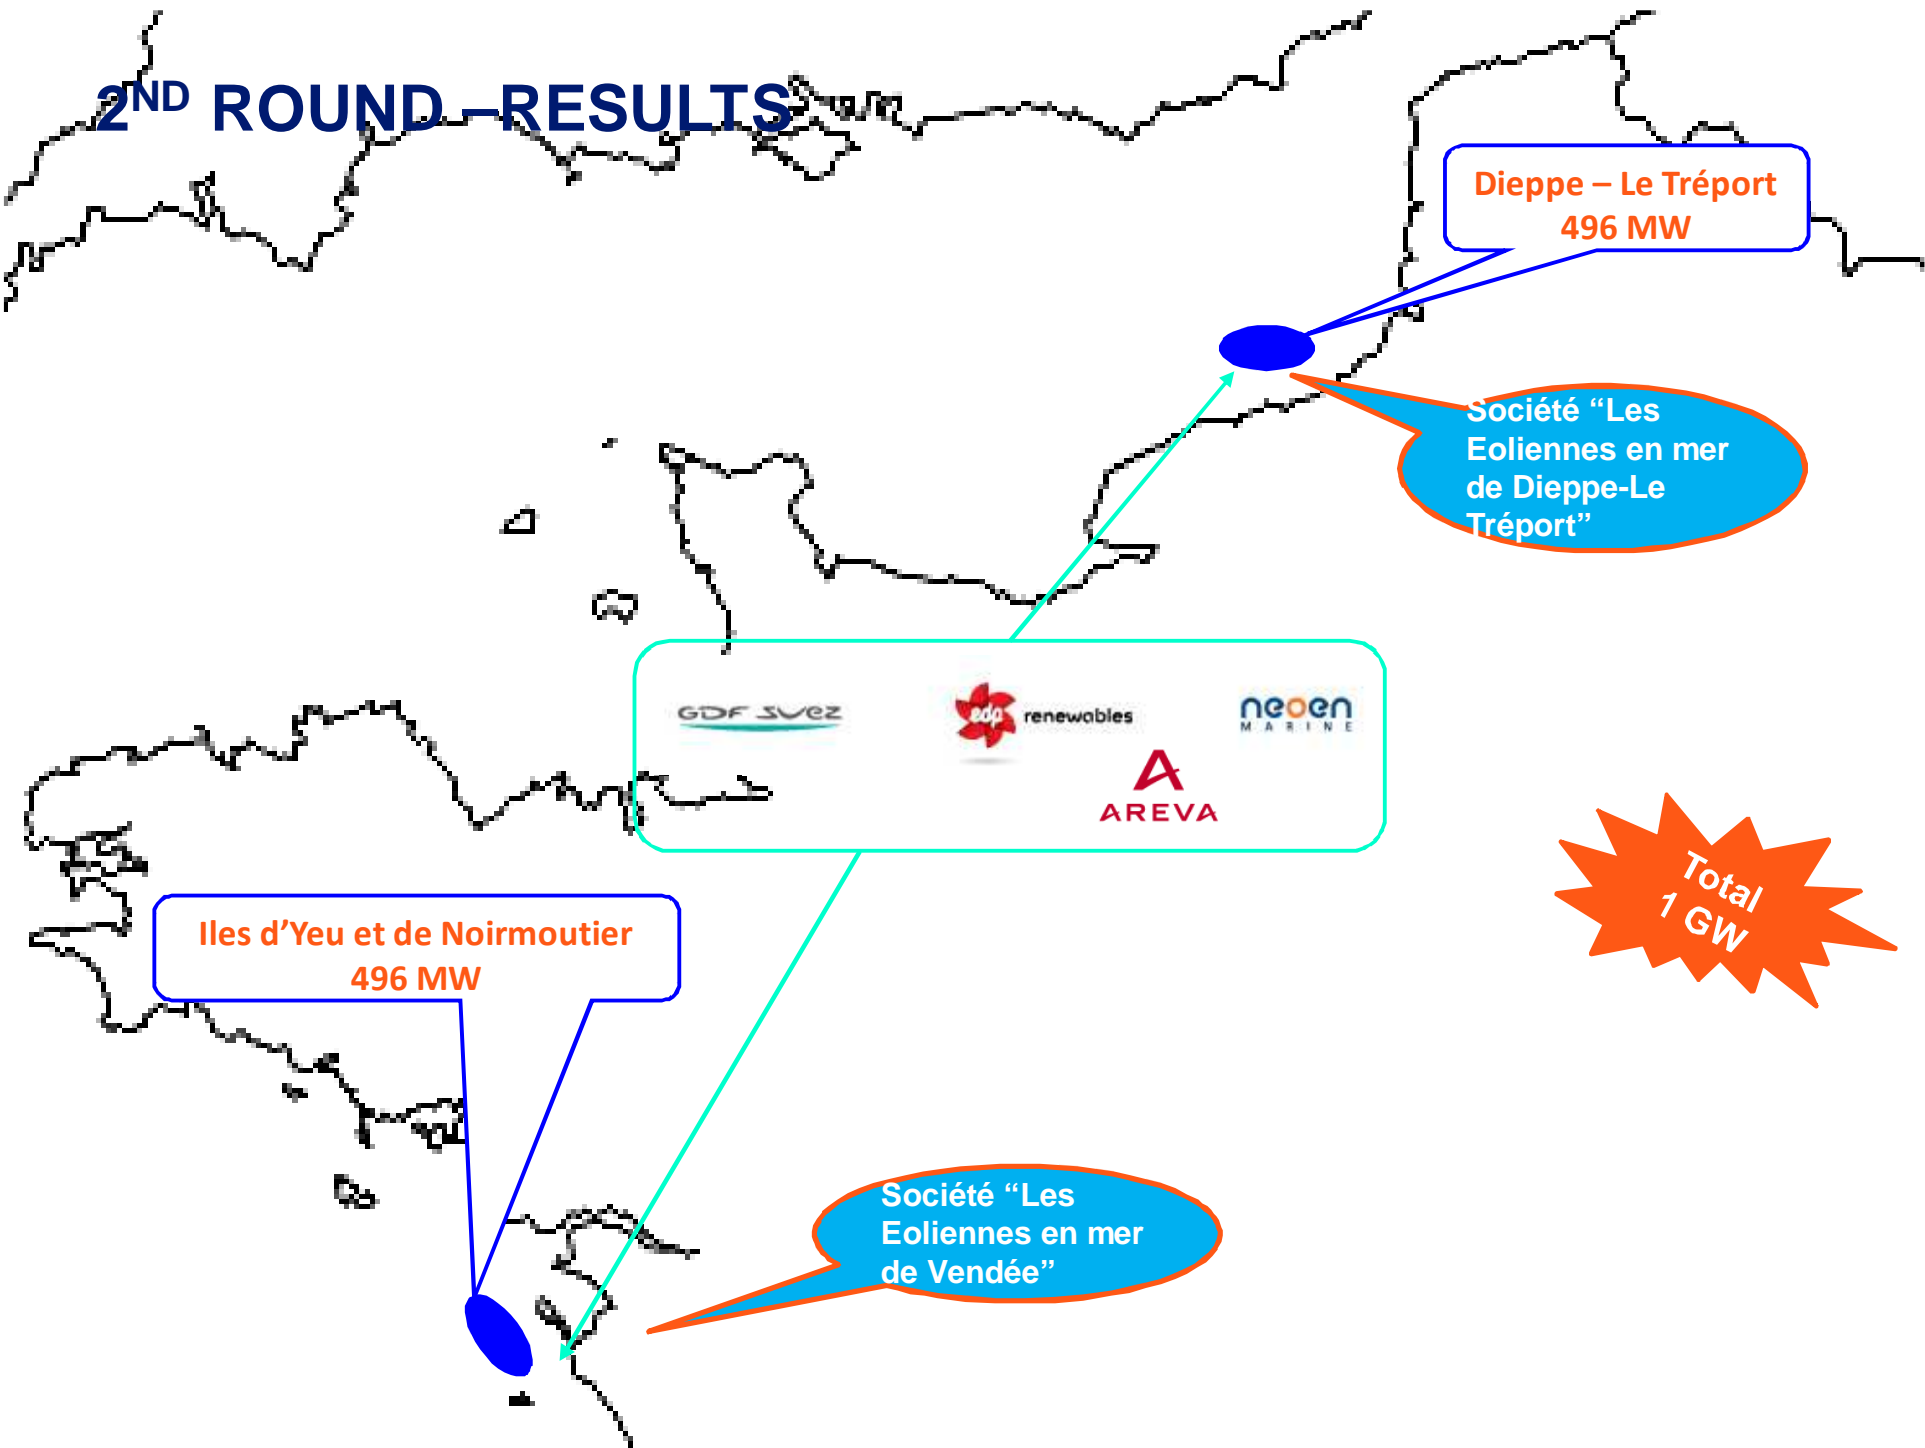 2ND ROUND –RESULTS
Dieppe – Le Tréport
496 MW
Société “Les
Eoliennes en mer
de Dieppe-Le
Tréport”
GDF SUEZ
edp renewables
neoen
MARINE
AREVA
Total
1 GW
Iles d’Yeu et de Noirmoutier
496 MW
Société “Les
Eoliennes en mer
de Vendée”